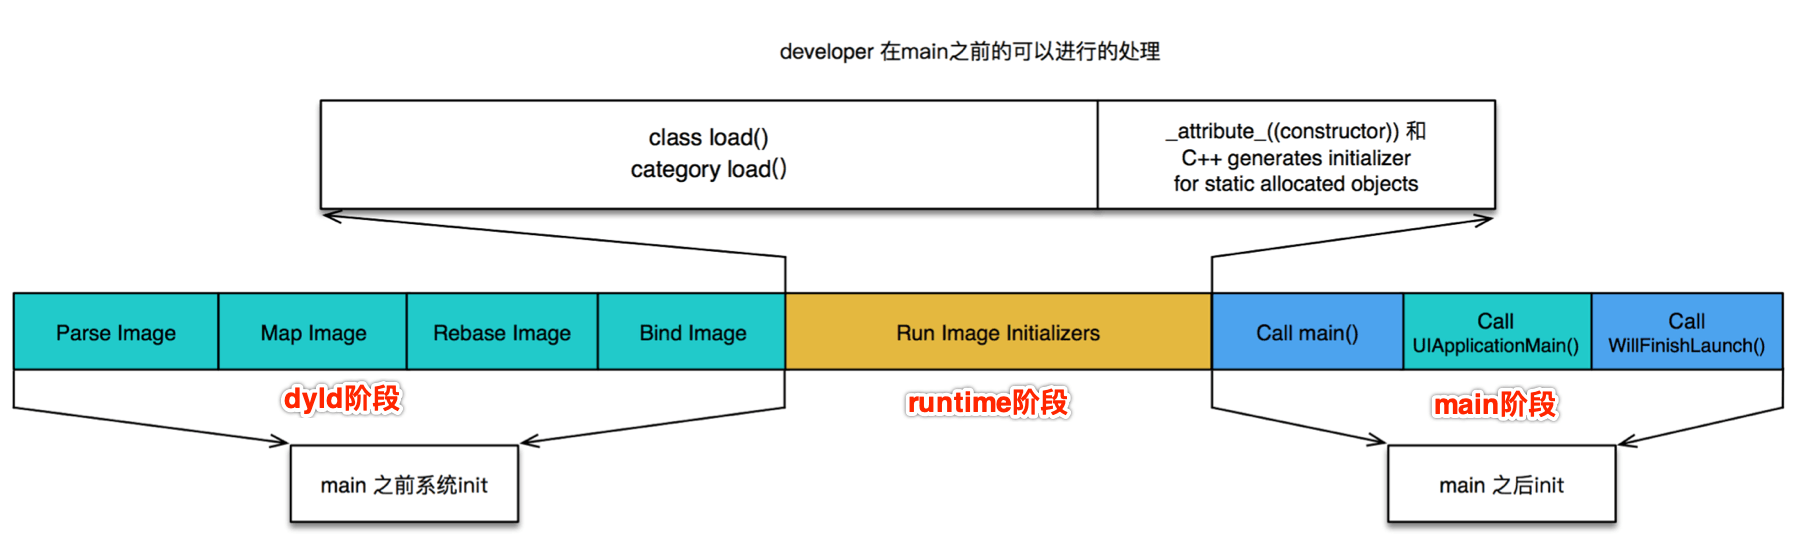 developer 在main之前的可以进行的处理
class load()
category load()
_attribute_((constructor)) 和
C++ generates initializer
for static allocated objects
Parse Image
Map Image
Rebase Image
Bind Image
Run Image Initializers
Call main()
Call
UIApplicationMain()
Call
WillFinishLaunch()
dyld阶段
runtime阶段
main阶段
main 之前系统init
main 之后init